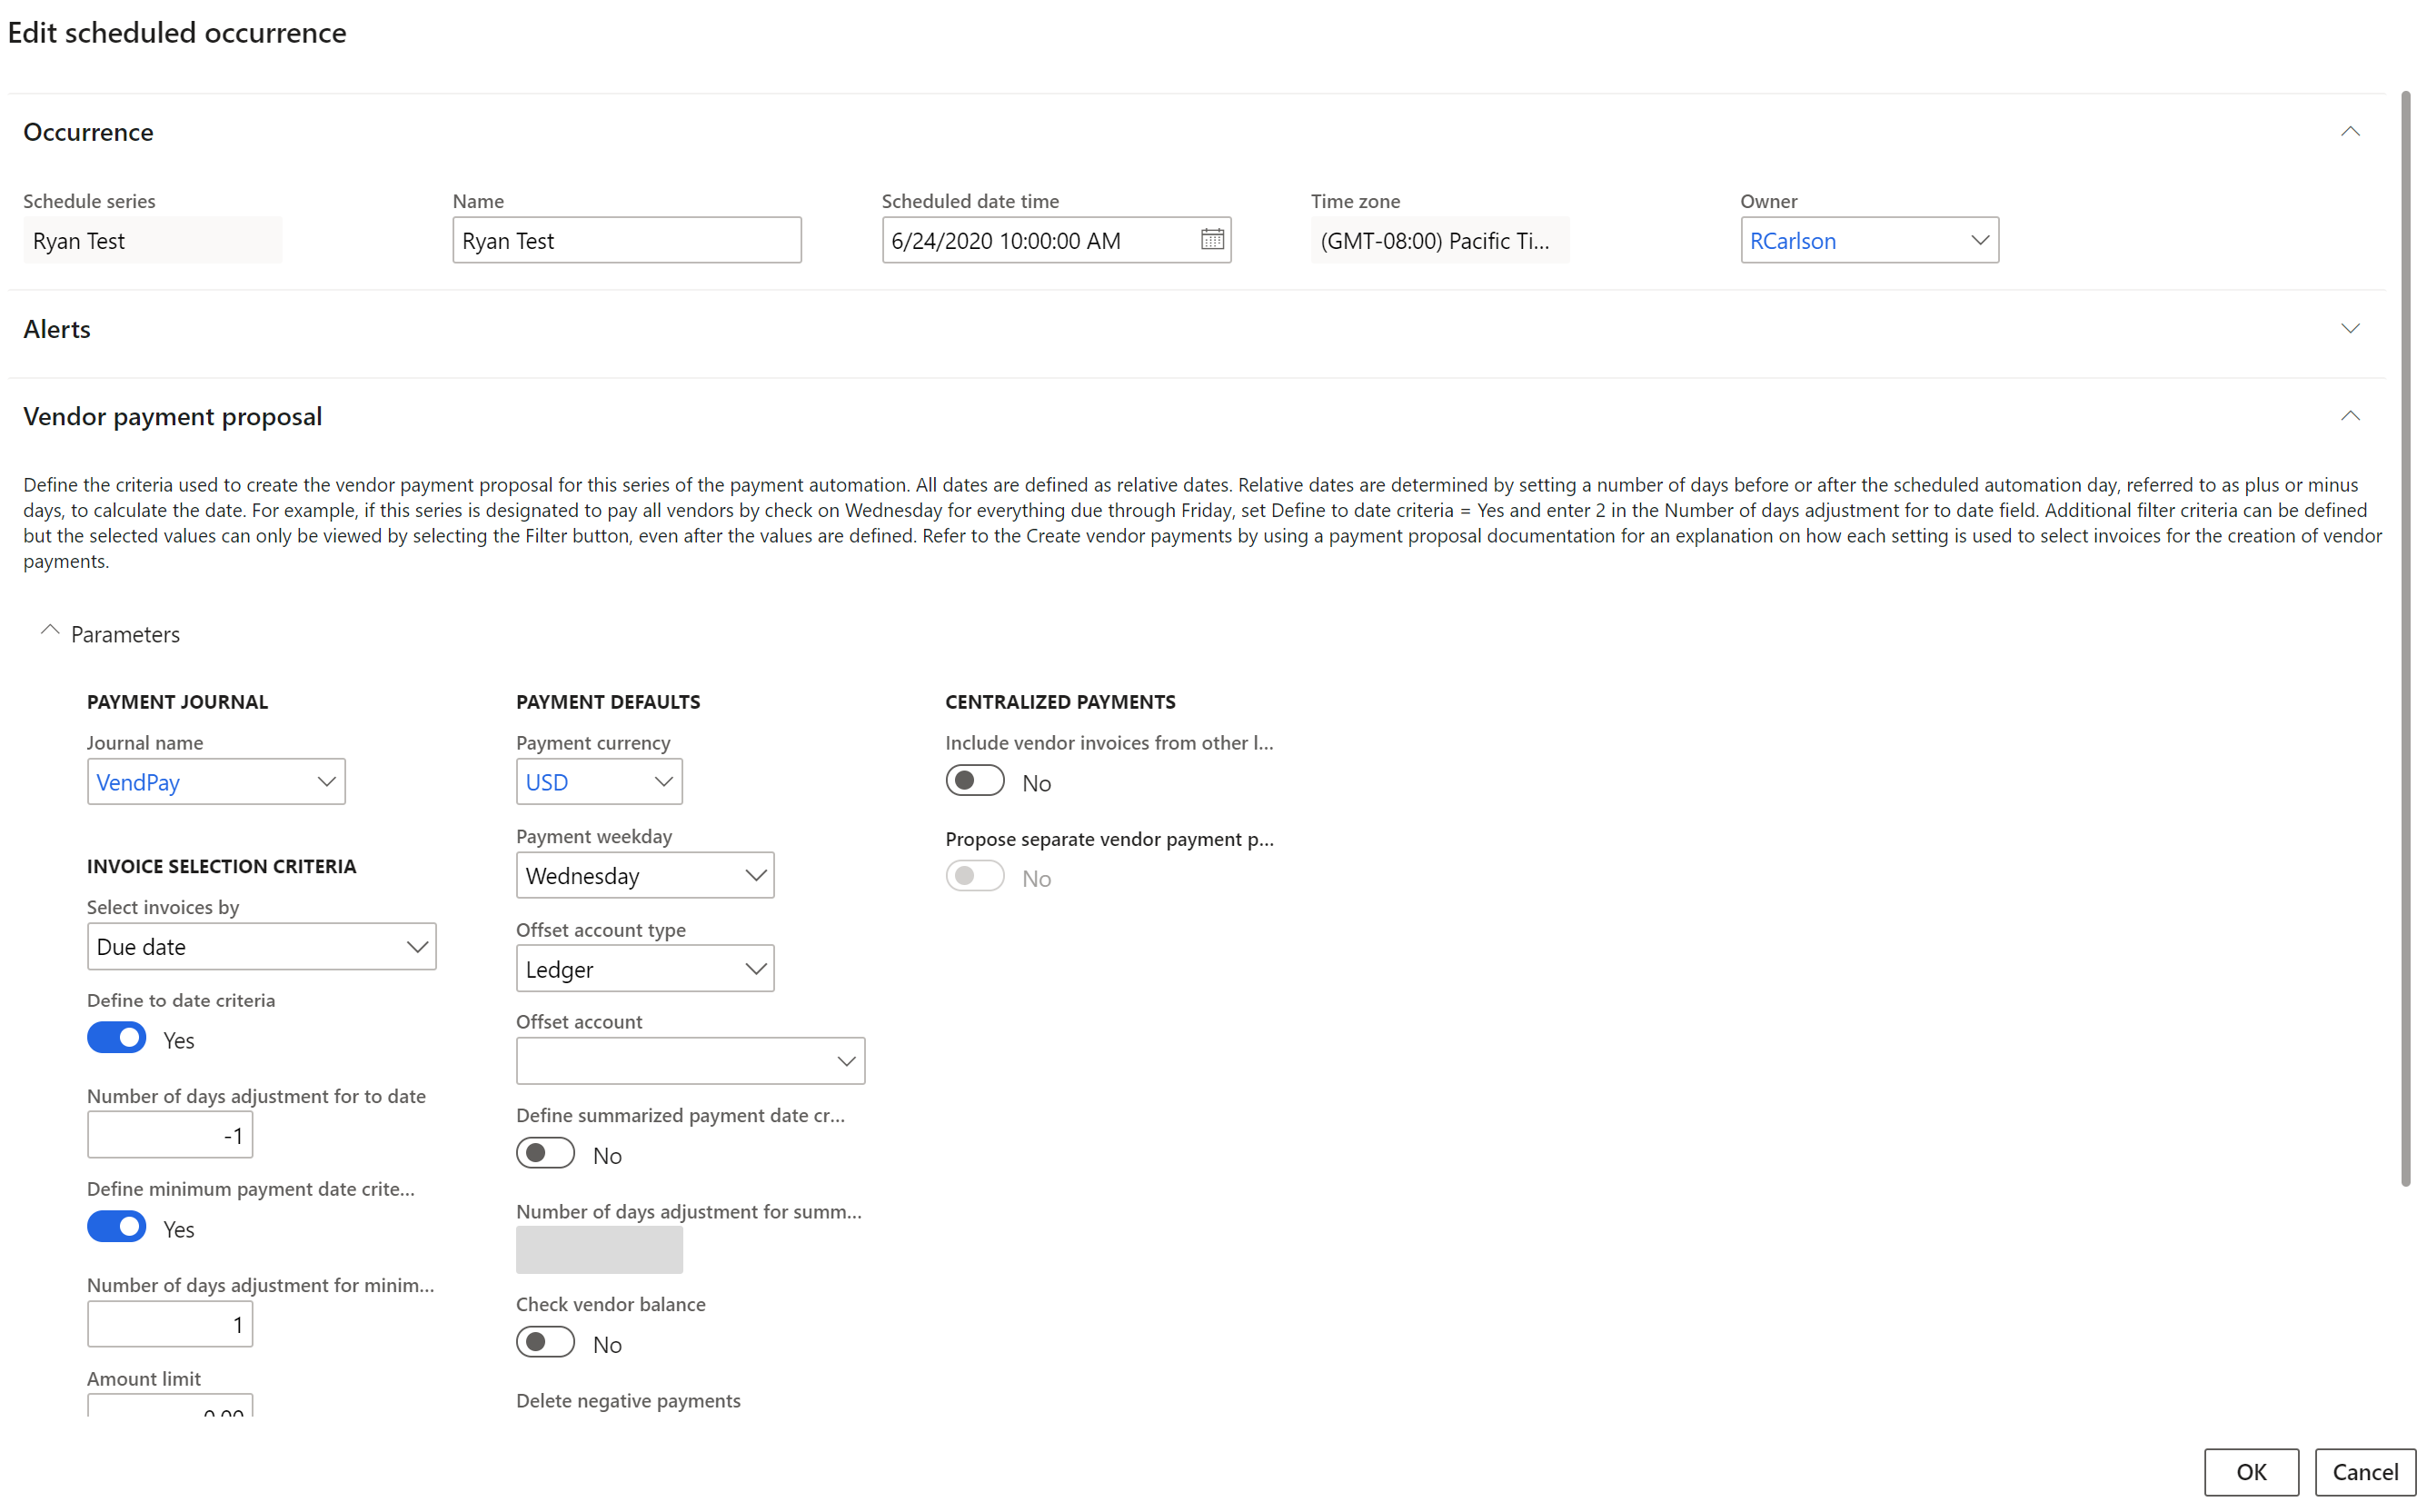 Edit scheduled occurrence
Occurrence
Schedule series
Ryan Test
Name
Ryan Test
Scheduled date time
6/24/2020 10:00:00 AM
Time zone
(GMT-08:00) Pacific Ti...
Owner
RCarlson
Alerts
Vendor payment proposal
Define the criteria used to create the vendor payment proposal for this series of the payment automation. All dates are defined as relative dates. Relative dates are determined by setting a number of days before or after the scheduled automation day, referred to as plus or minus
days, to calculate the date. For example, if this series is designated to pay all vendors by check on Wednesday for everything due through Friday, set Define to date criteria = Yes and enter 2 in the Number of days adjustment for to date field. Additional filter criteria can be defined
but the selected values can only be viewed by selecting the Filter button, even after the values are defined. Refer to the Create vendor payments by using a payment proposal documentation for an explanation on how each setting is used to select invoices for the creation of vendor
payments.
Parameters
PAYMENT JOURNAL
Journal name
VendPay
INVOICE SELECTION CRITERIA
Select invoices by
Due date
Define to date criteria
Yes
Number of days adjustment for to date
-1
Define minimum payment date crite...
Yes
Number of days adjustment for minim...
1
Amount limit
0.00
PAYMENT DEFAULTS
Payment currency
USD
Payment weekday
Wednesday
Offset account type
Ledger
Offset account
Define summarized payment date cr...
No
Number of days adjustment for summ...
Check vendor balance
No
Delete negative payments
CENTRALIZED PAYMENTS
Include vendor invoices from other l...
No
Propose separate vendor payment p...
No
OK
Cancel